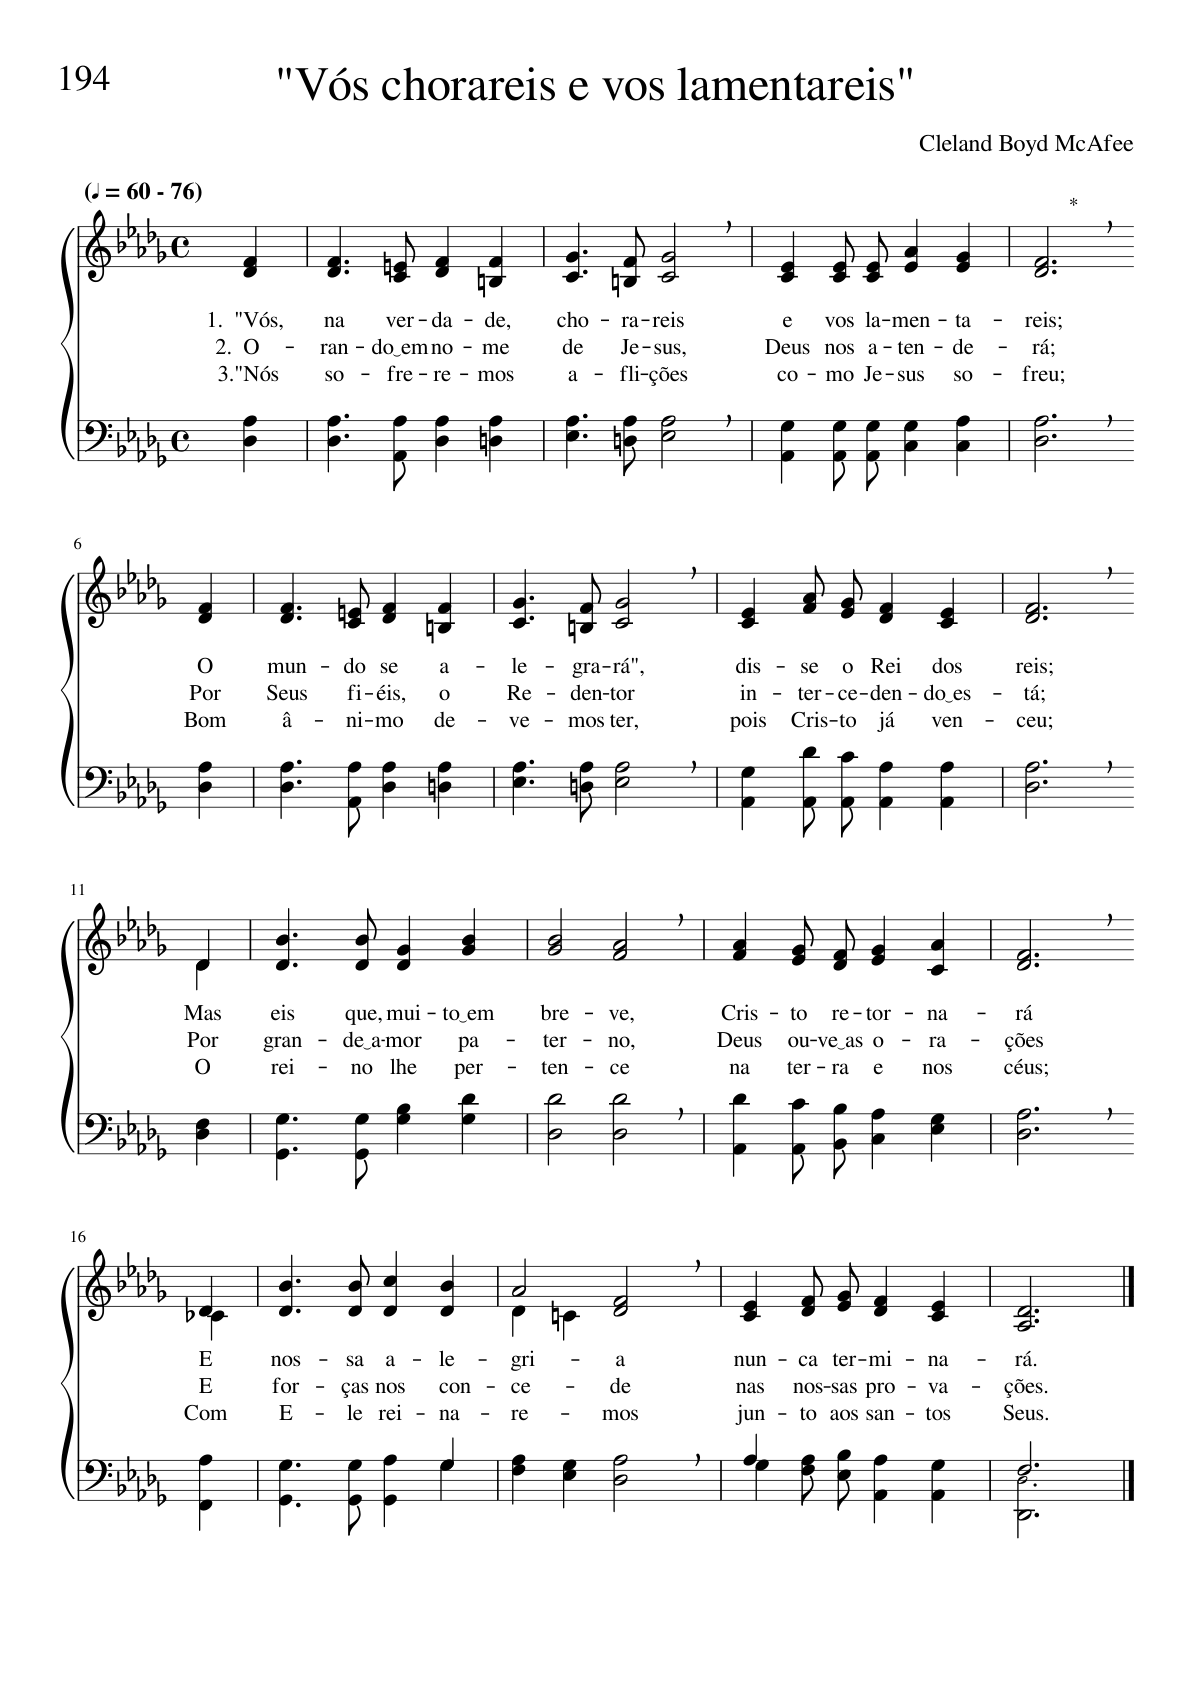 194
"Vós chorareis e vos lamentareis"
Cleland Boyd McAfee
(♩ = 60 - 76)
*
1. "Vós, na ver – da – de, cho – ra – reis e vos la – men – ta – reis;
2. O – ran – do‿em no – me de Je – sus, Deus nos a – ten – de – rá;
3."Nós so – fre – re – mos a – fli – ções co – mo Je – sus so – freu;
6
O mun – do se a – le – gra – rá", dis – se o Rei dos reis;
Por Seus fi – éis, o Re – den – tor in – ter – ce – den – do‿es – tá;
Bom â – ni – mo de – ve – mos ter, pois Cris – to já ven – ceu;
11
Mas eis que, mui – to‿em bre – ve, Cris – to re – tor – na – rá
Por gran – de‿a – mor pa – ter – no, Deus ou – ve‿as o – ra – ções
O rei – no lhe per – ten – ce na ter – ra e nos céus;
16
E nos – sa a – le – gri – a nun – ca ter – mi – na – rá.
E for – ças nos con – ce – de nas nos – sas pro – va – ções.
Com E – le rei – na – re – mos jun – to aos san – tos Seus.